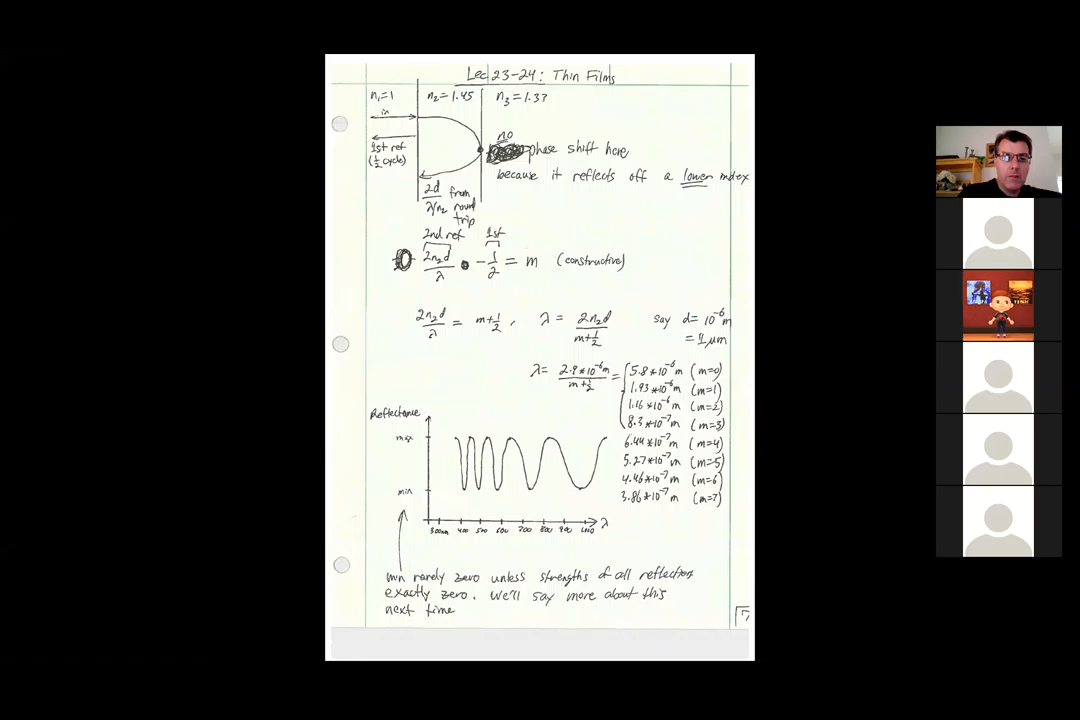 Lec 23-24: Thin Films
n₁=1 n₂=1.45 n₃=1.33
in
1st ref
(½ cycle)
no
phase shift here
because it reflects off a lower index
2d/λ/n₂ from round trip
2nd ref 1st
2n₂d/λ - 1/2 = m (constructive)
2n₂d/λ = m+½, λ = 2n₂d/m+½ say d= 10⁻⁶m
= 1μm
λ= 2.9*10⁻⁶m/m+½ = 5.8*10⁻⁶m (m=0)
1.93*10⁻⁶m (m=1)
1.16*10⁻⁶m (m=2)
8.3*10⁻⁷m (m=3)
6.44*10⁻⁷m (m=4)
5.27*10⁻⁷m (m=5)
4.46*10⁻⁷m (m=6)
3.86*10⁻⁷m (m=7)
Reflectance
max
min
300nm 400 500 600 700 800 900 1000 λ
min rarely zero unless strengths of all reflections
exactly zero. We'll say more about this
next time